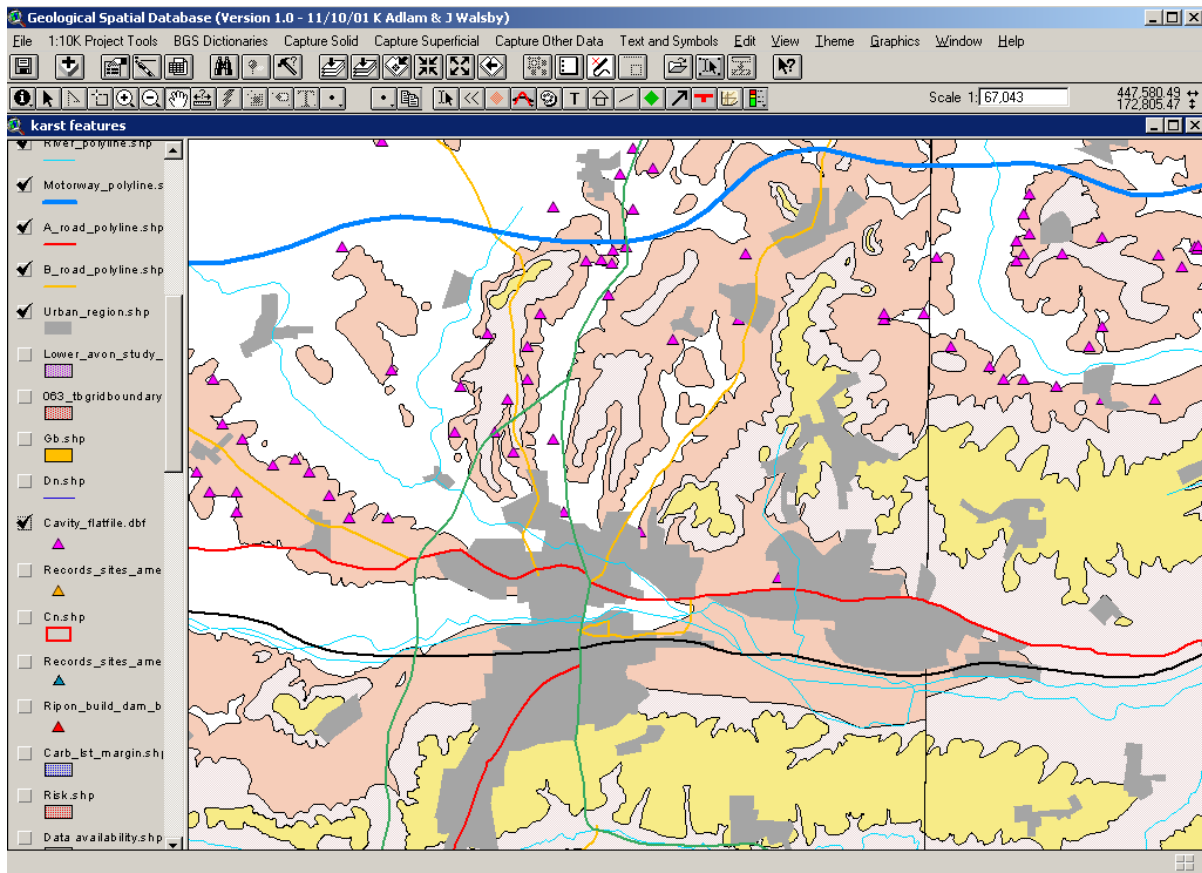 Geological Spatial Database (Version 1.0 - 11/10/01 K Adlam & J Walsby)
File 1:10K Project Tools BGS Dictionaries Capture Solid Capture Superficial Capture Other Data Text and Symbols Edit View Theme Graphics Window Help
Scale 1: 67,043
447,580.49
172,805.47
karst features
River_polyline.shp
Motorway_polyline.s
A_road_polyline.shp
B_road_polyline.shp
Urban_region.shp
Lower_avon_study_
063_tbgridboundary
Gb.shp
Dn.shp
Cavity_flatfile.dbf
Records_sites_ame
Cn.shp
Records_sites_ame
Ripon_build_dam_b
Carb_lst_margin.shp
Risk.shp
Data availability.shp